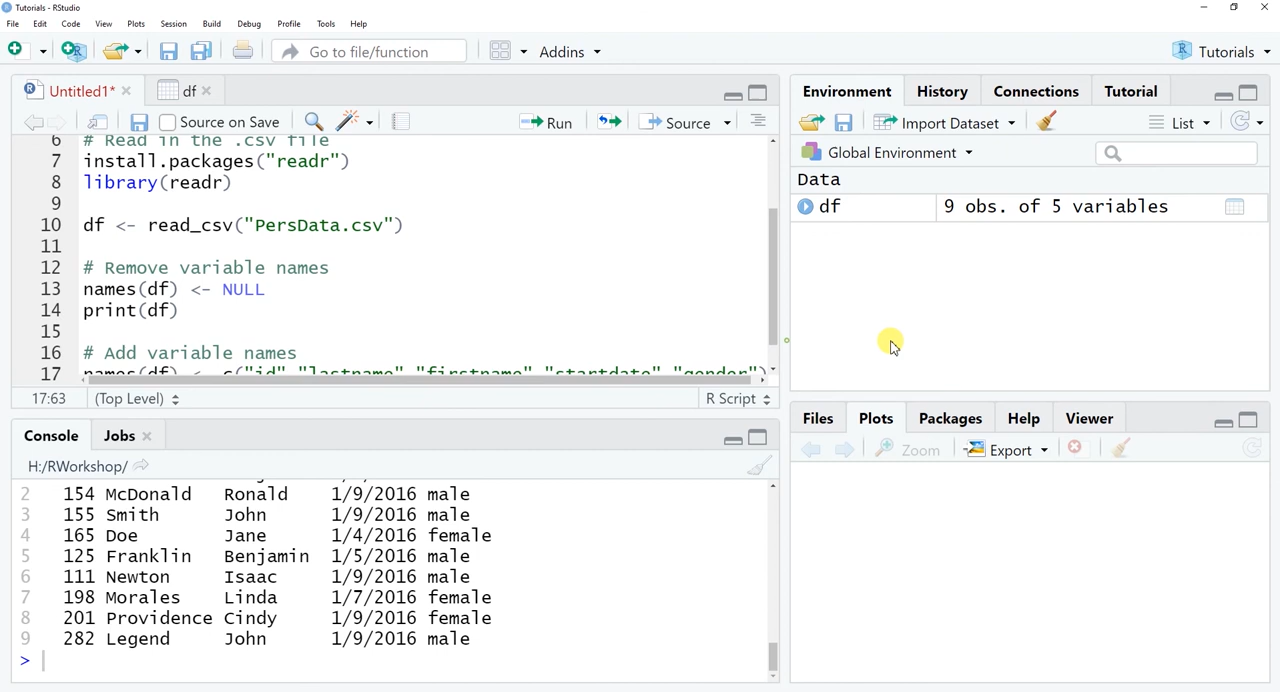 Tutorials - RStudio
File Edit Code View Plots Session Build Debug Profile Tools Help
Go to file/function Addins Tutorials
Untitled1* df
Source on Save Run Source
6 # Read in the .csv file
7 install.packages("readr")
8 library(readr)
9
10 df <- read_csv("PersData.csv")
11
12 # Remove variable names
13 names(df) <- NULL
14 print(df)
15
16 # Add variable names
17 names(df) <- c("id","lastname","firstname","startdate","gender")
17:63 (Top Level) R Script
Console Jobs
H:/RWorkshop/
2 154 McDonald Ronald 1/9/2016 male
3 155 Smith John 1/9/2016 male
4 165 Doe Jane 1/4/2016 female
5 125 Franklin Benjamin 1/5/2016 male
6 111 Newton Isaac 1/9/2016 male
7 198 Morales Linda 1/7/2016 female
8 201 Providence Cindy 1/9/2016 female
9 282 Legend John 1/9/2016 male
>
Environment History Connections Tutorial
Import Dataset List
Global Environment
Data
df 9 obs. of 5 variables
Files Plots Packages Help Viewer
Zoom Export